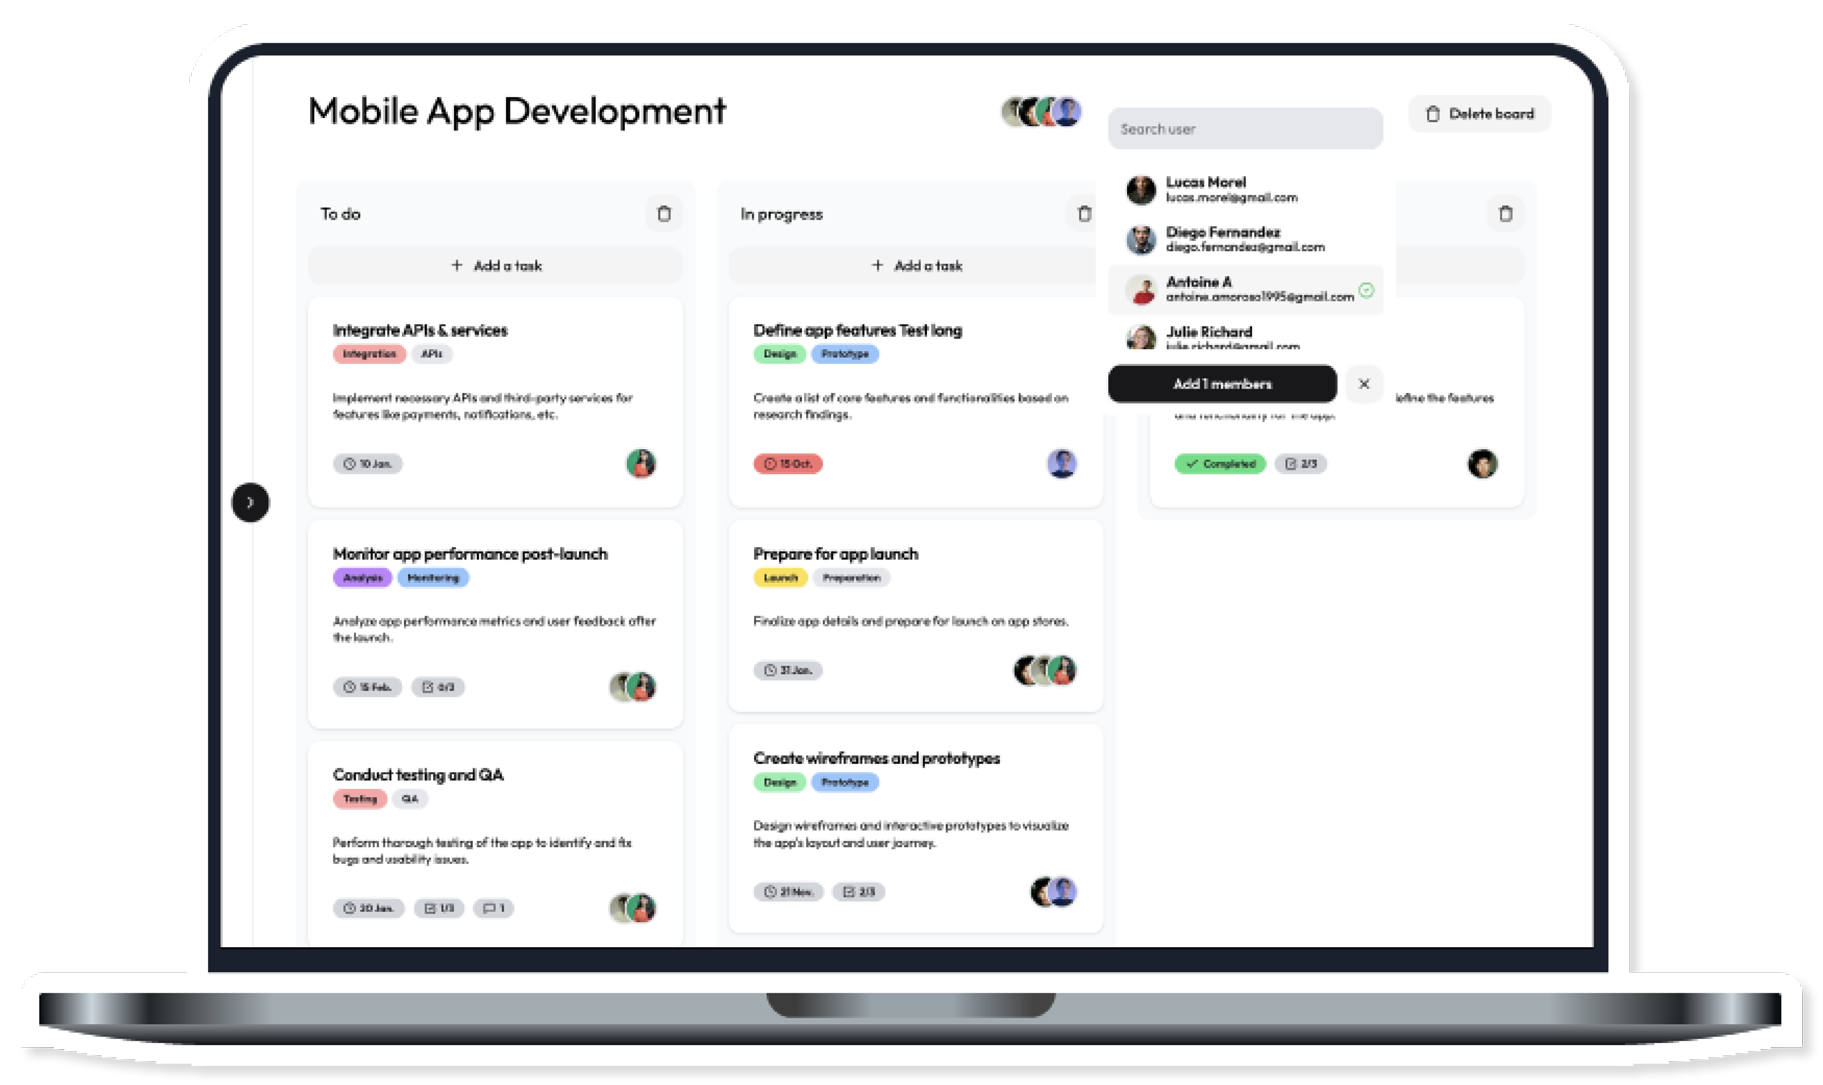 Mobile App Development
Search user
Delete board
Lucas Morel
lucas.morel@gmail.com
Diego Fernandez
diego.fernandez@gmail.com
Antoine A
antoine.amoroso1995@gmail.com
Julie Richard
julie.richard@gmail.com
Add 1 members
To do
+ Add a task
Integrate APIs & services
Integration APIs
Implement necessary APIs and third-party services for
features like payments, notifications, etc.
10 Jan.
Monitor app performance post-launch
Analysis Monitoring
Analyze app performance metrics and user feedback after
the launch.
15 Feb. 0/3
Conduct testing and QA
Testing QA
Perform thorough testing of the app to identify and fix
bugs and usability issues.
20 Jan. 1/3 1
In progress
+ Add a task
Define app features Test long
Design Prototype
Create a list of core features and functionalities based on
research findings.
15 Oct.
Prepare for app launch
Launch Preparation
Finalize app details and prepare for launch on app stores.
31 Jan.
Create wireframes and prototypes
Design Prototype
Design wireframes and interactive prototypes to visualize
the app's layout and user journey.
21 Nov. 2/3
efine the features
and functionality for the app.
Completed 2/3